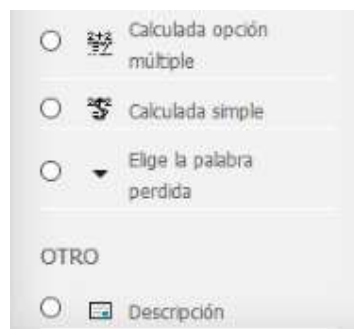 Calculada opción
múltiple
Calculada simple
Elige la palabra
perdida
OTRO
Descripción